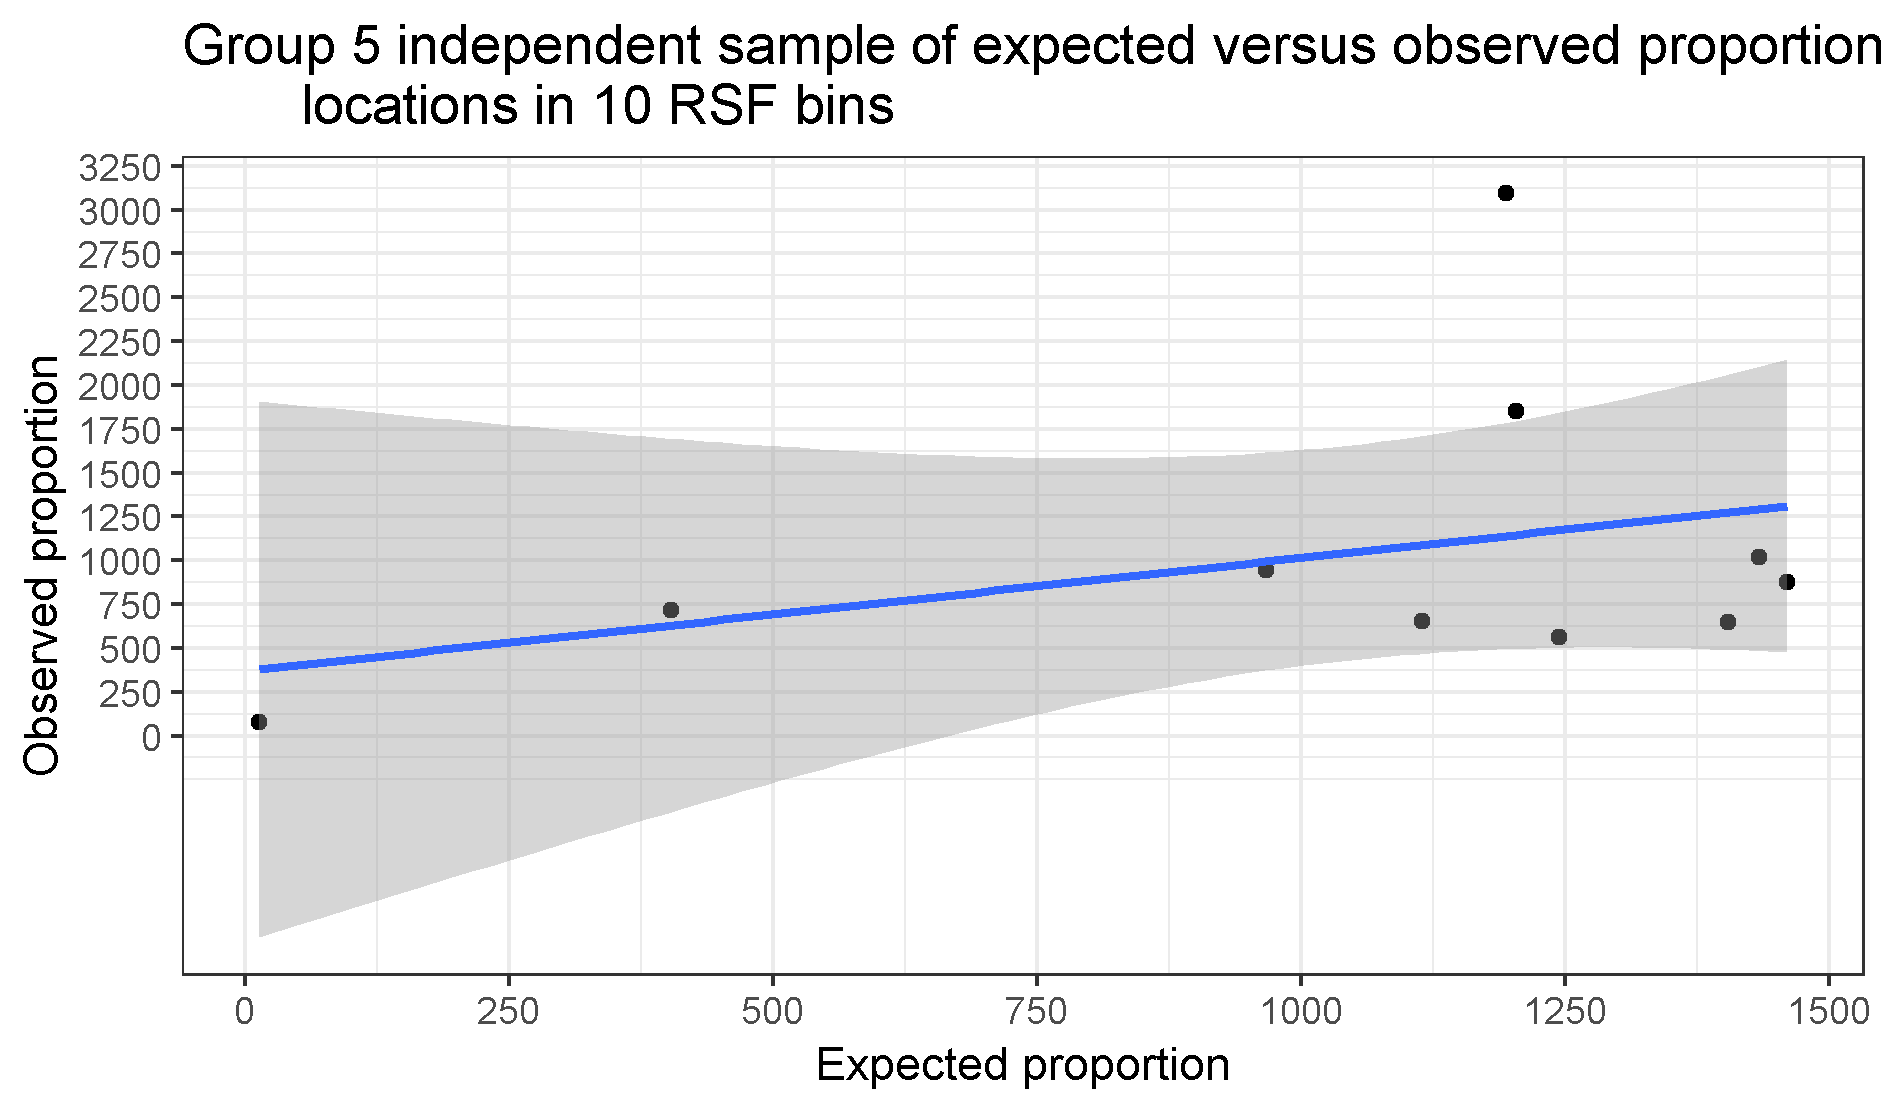 Group 5 independent sample of expected versus observed proportion
locations in 10 RSF bins
3250
3000
2750
2500
2250
2000
1750
1500
1250
1000
750
500
250
0
Observed proportion
0 250 500 750 1000 1250 1500
Expected proportion